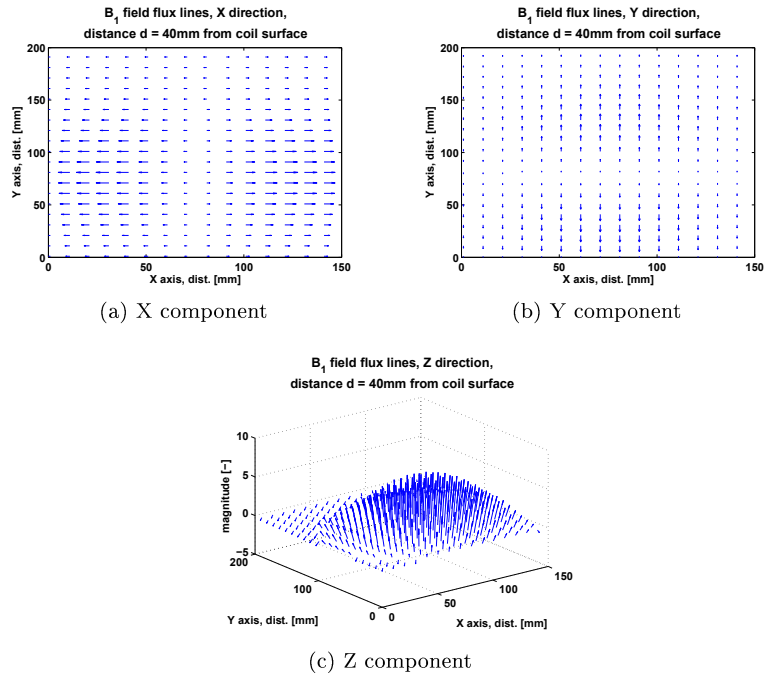 B1 field flux lines, X direction,
distance d = 40mm from coil surface
200
150
100
50
0
Y axis, dist. [mm]
0 50 100 150
X axis, dist. [mm]
(a) X component
B1 field flux lines, Y direction,
distance d = 40mm from coil surface
200
150
100
50
0
Y axis, dist. [mm]
0 50 100 150
X axis, dist. [mm]
(b) Y component
B1 field flux lines, Z direction,
distance d = 40mm from coil surface
10
5
0
−5
magnitude [−]
200
100
0
Y axis, dist. [mm]
0
50
100
150
X axis, dist. [mm]
(c) Z component